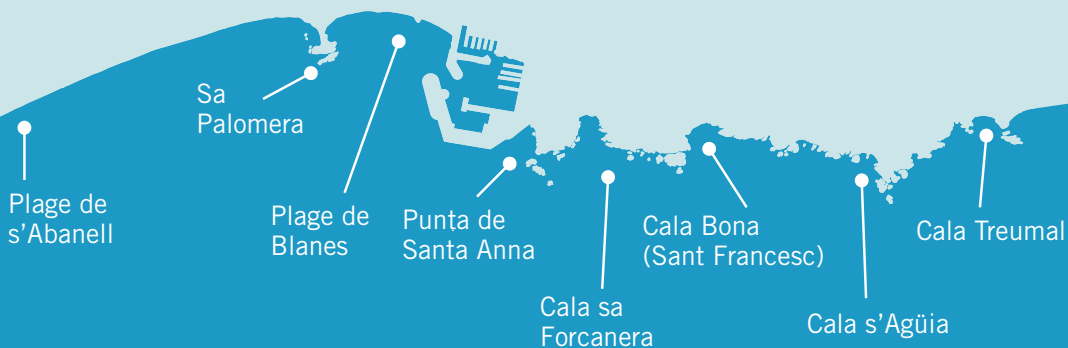 Sa
Palomera
Plage de
s'Abanell
Plage de
Blanes
Punta de
Santa Anna
Cala sa
Forcanera
Cala Bona
(Sant Francesc)
Cala s'Agüia
Cala Treumal